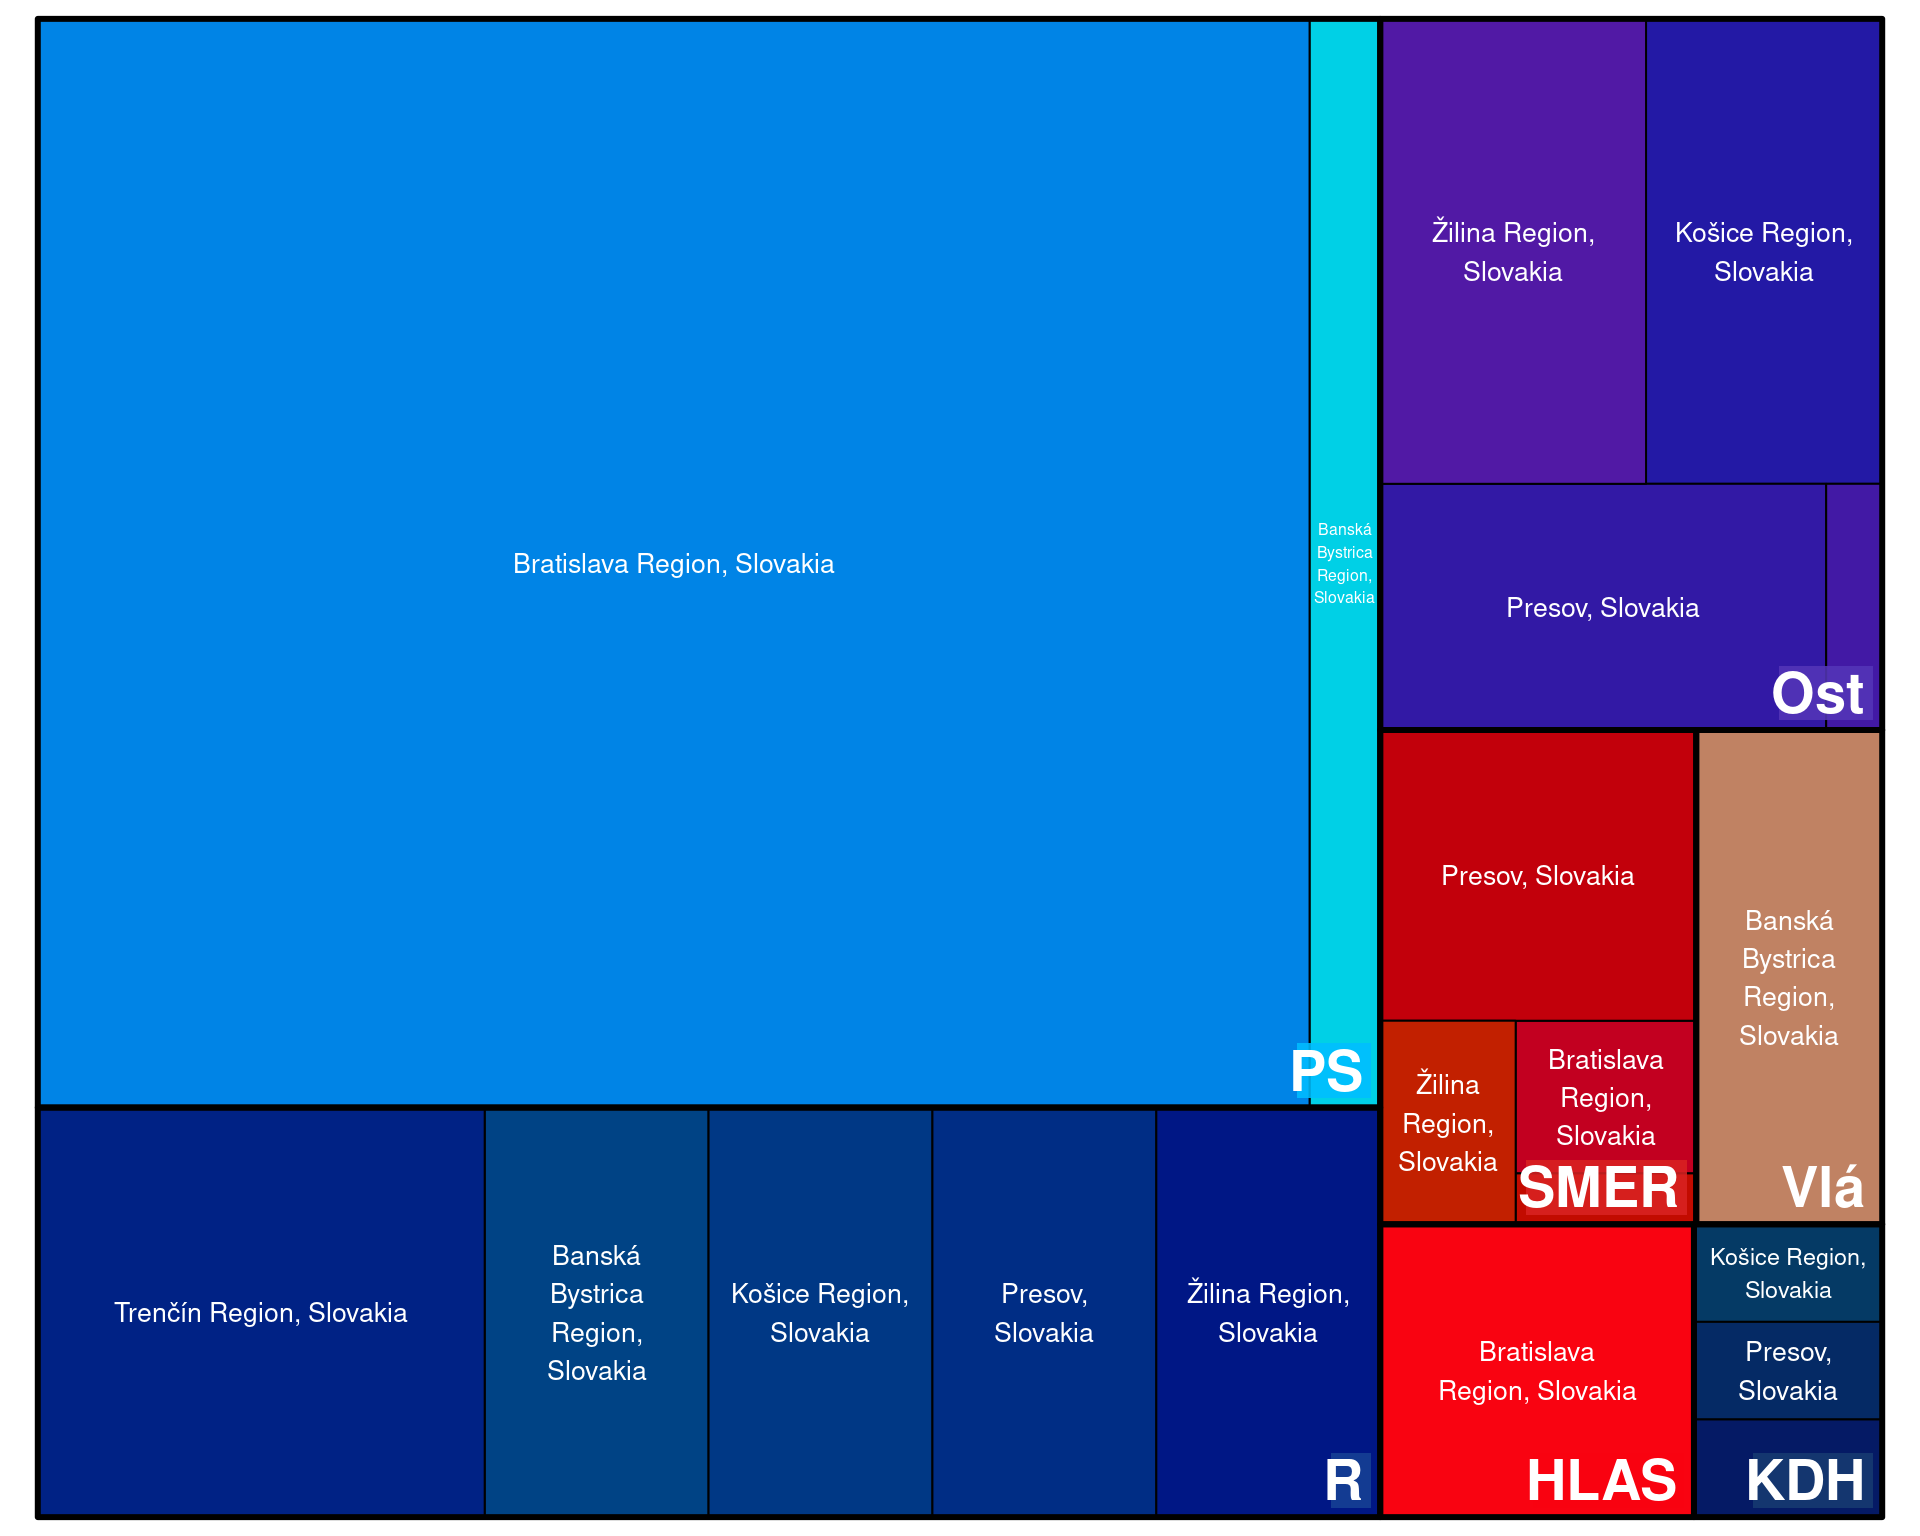 Bratislava Region, Slovakia
Banská
Bystrica
Region,
Slovakia
PS
Trenčín Region, Slovakia
Banská
Bystrica
Region,
Slovakia
Košice Region,
Slovakia
Presov,
Slovakia
Žilina Region,
Slovakia
R
Žilina Region,
Slovakia
Košice Region,
Slovakia
Presov, Slovakia
Ost
Presov, Slovakia
Žilina
Region,
Slovakia
Bratislava
Region,
Slovakia
SMER
Banská
Bystrica
Region,
Slovakia
Vlá
Bratislava
Region, Slovakia
HLAS
Košice Region,
Slovakia
Presov,
Slovakia
KDH